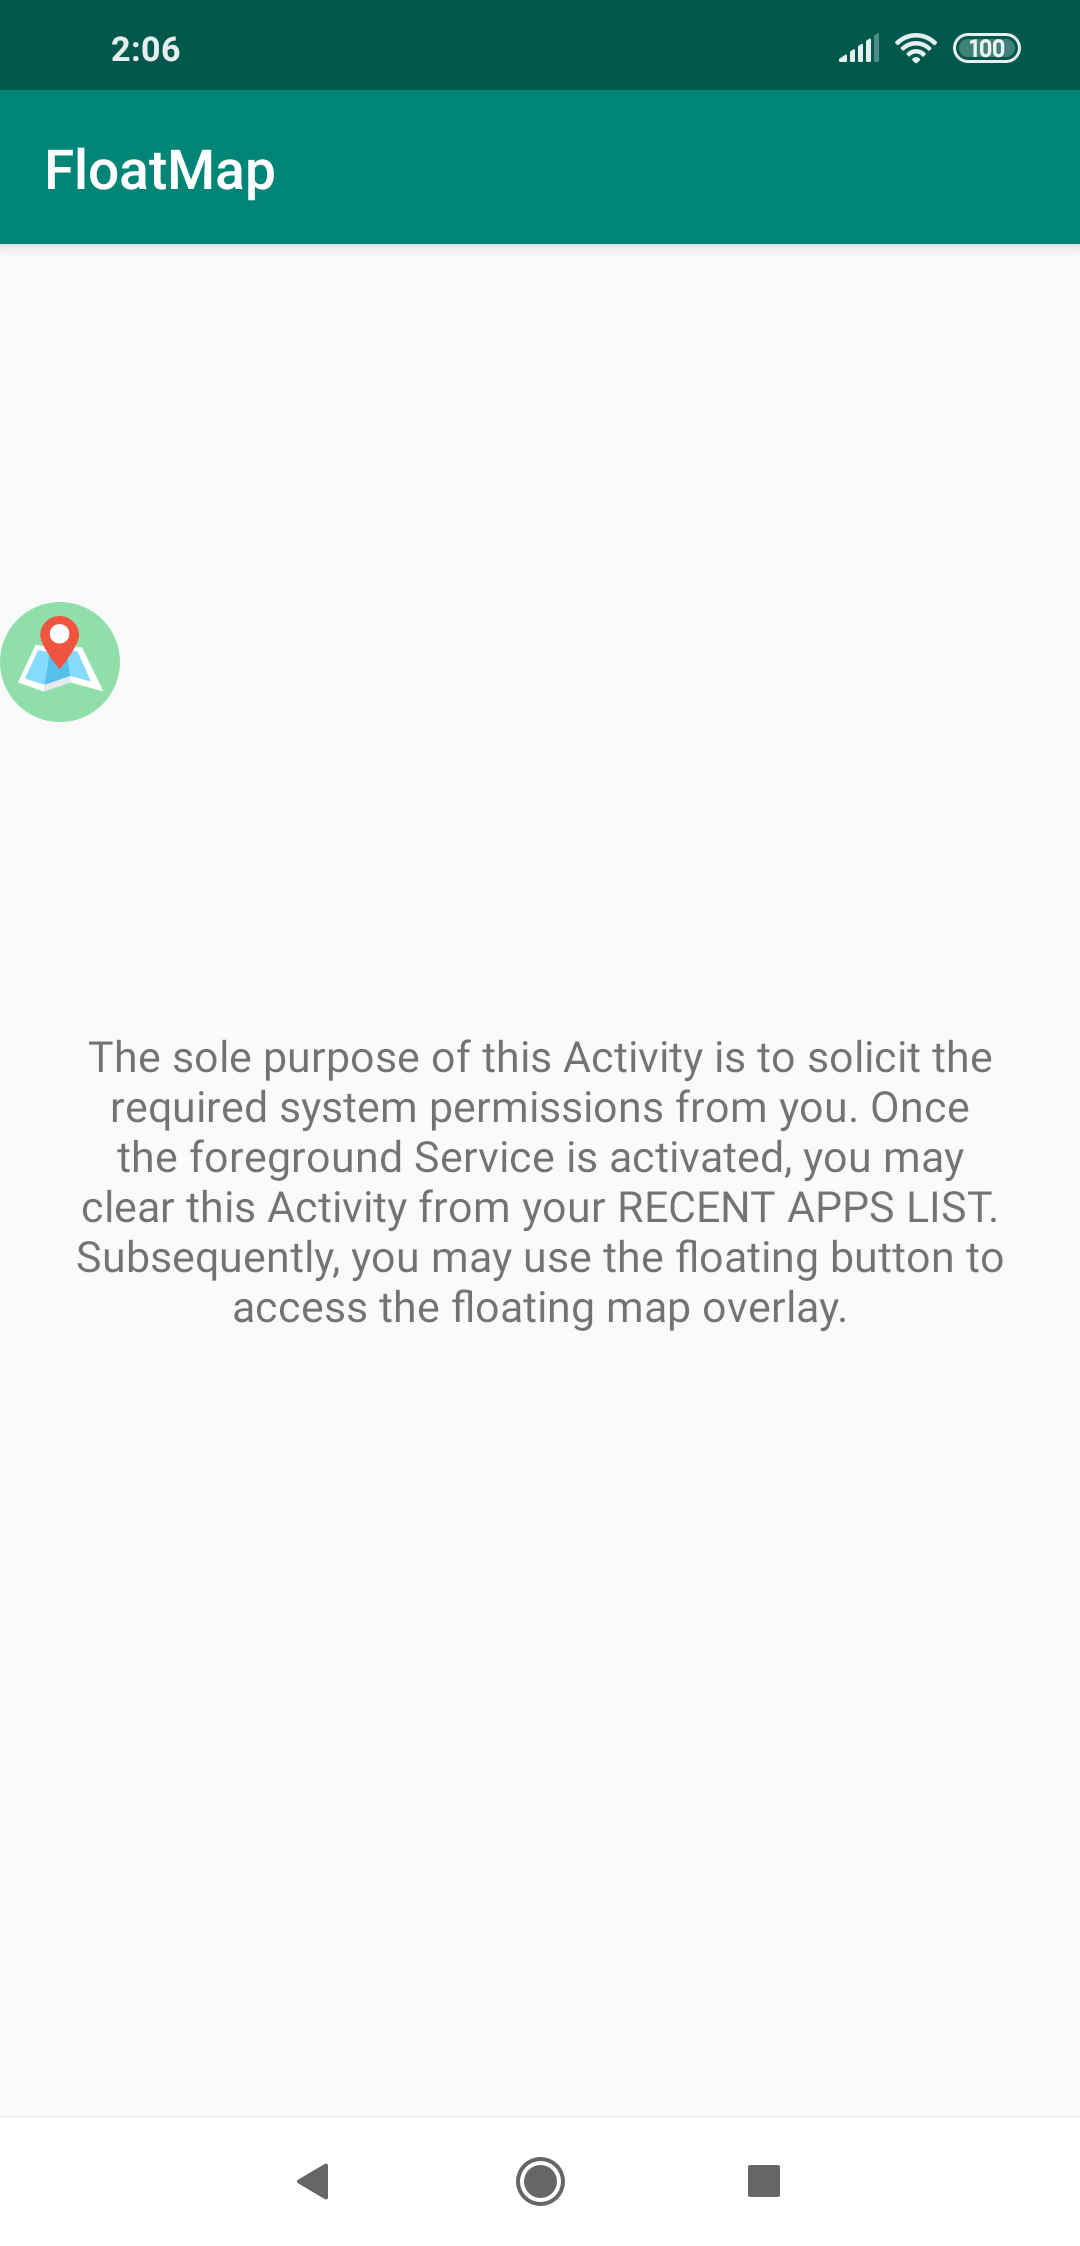 2:06
100
FloatMap
The sole purpose of this Activity is to solicit the
required system permissions from you. Once
the foreground Service is activated, you may
clear this Activity from your RECENT APPS LIST.
Subsequently, you may use the floating button to
access the floating map overlay.